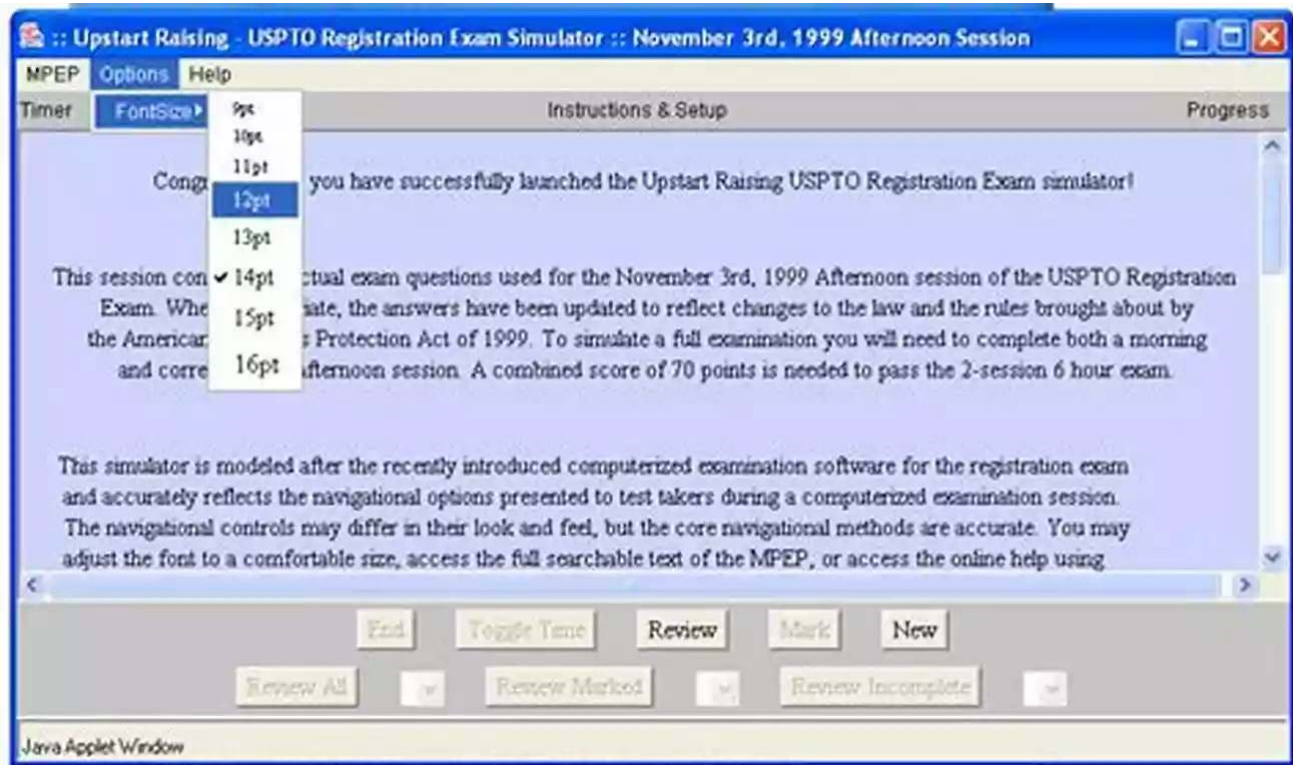 :: Upstart Raising - USPTO Registration Exam Simulator :: November 3rd, 1999 Afternoon Session
MPEP Options Help
Timer FontSize Instructions & Setup Progress
9pt
10pt
11pt
12pt
13pt
14pt
15pt
16pt
Cong you have successfully launched the Upstart Raising USPTO Registration Exam simulator!
This session con ctual exam questions used for the November 3rd, 1999 Afternoon session of the USPTO Registration
Exam. Whe iate, the answers have been updated to reflect changes to the law and the rules brought about by
the American s Protection Act of 1999. To simulate a full examination you will need to complete both a morning
and corre fternoon session. A combined score of 70 points is needed to pass the 2-session 6 hour exam.
This simulator is modeled after the recently introduced computerized examination software for the registration exam
and accurately reflects the navigational options presented to test takers during a computerized examination session.
The navigational controls may differ in their look and feel, but the core navigational methods are accurate. You may
adjust the font to a comfortable size, access the full searchable text of the MPEP, or access the online help using
End Toggle Time Review Mark New
Review All Review Marked Review Incomplete
Java Applet Window